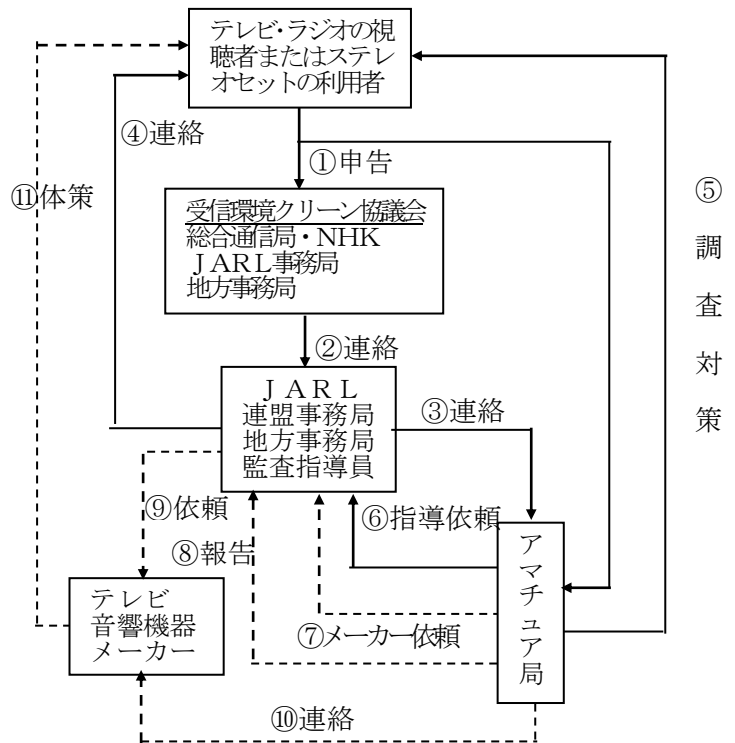 テレビ・ラジオの視
聴者またはステレ
オセットの利用者
④連絡
①申告
⑪体策
受信環境クリーン協議会
総合通信局・NHK
JARL事務局
地方事務局
⑤
調
査
対
策
②連絡
JARL
連盟事務局
地方事務局
監査指導員
③連絡
⑨依頼
⑥指導依頼
⑧報告
テレビ
音響機器
メーカー
⑦メーカー依頼
ア
マ
チ
ュ
ア
局
⑩連絡